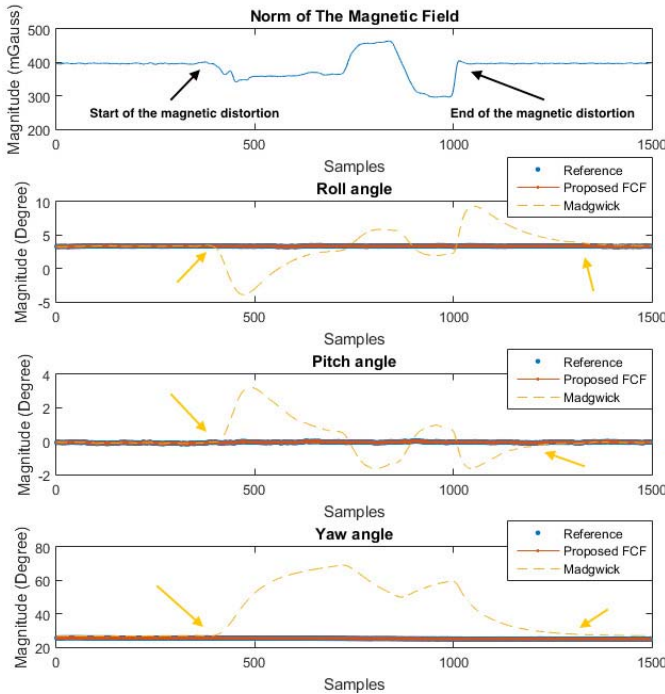 Norm of The Magnetic Field
Magnitude (mGauss)
500
400
300
200
Start of the magnetic distortion
End of the magnetic distortion
0
500
1000
1500
Samples
Roll angle
Reference
Proposed FCF
Madgwick
Magnitude (Degree)
10
5
0
-5
0
500
1000
1500
Samples
Pitch angle
Reference
Proposed FCF
Madgwick
Magnitude (Degree)
4
2
0
-2
0
500
1000
1500
Samples
Yaw angle
Reference
Proposed FCF
Madgwick
Magnitude (Degree)
80
60
40
20
0
500
1000
1500
Samples